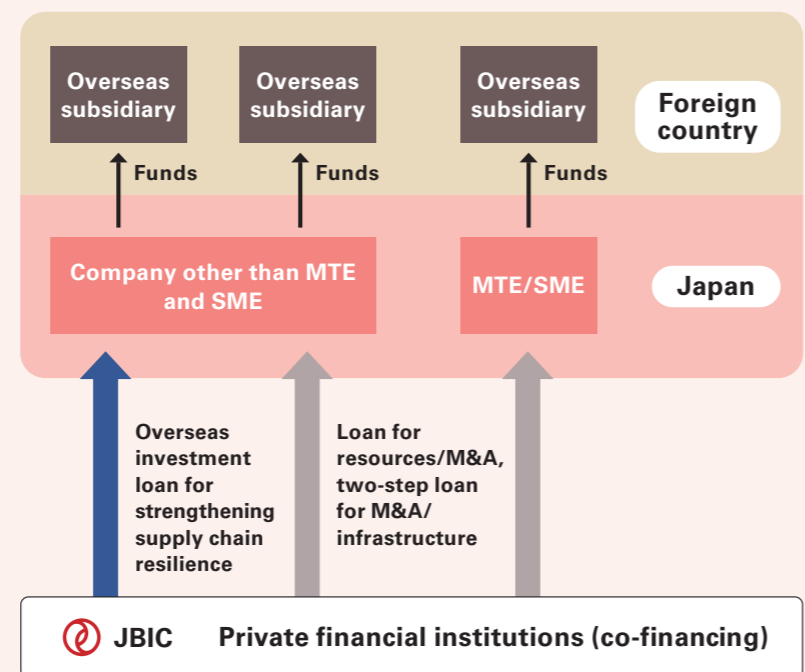 Overseas
subsidiary
Overseas
subsidiary
Overseas
subsidiary
Foreign
country
Funds
Funds
Funds
Company other than MTE
and SME
MTE/SME
Japan
Overseas
investment
loan for
strengthening
supply chain
resilience
Loan for
resources/M&A,
two-step loan
for M&A/
infrastructure
JBIC Private financial institutions (co-financing)